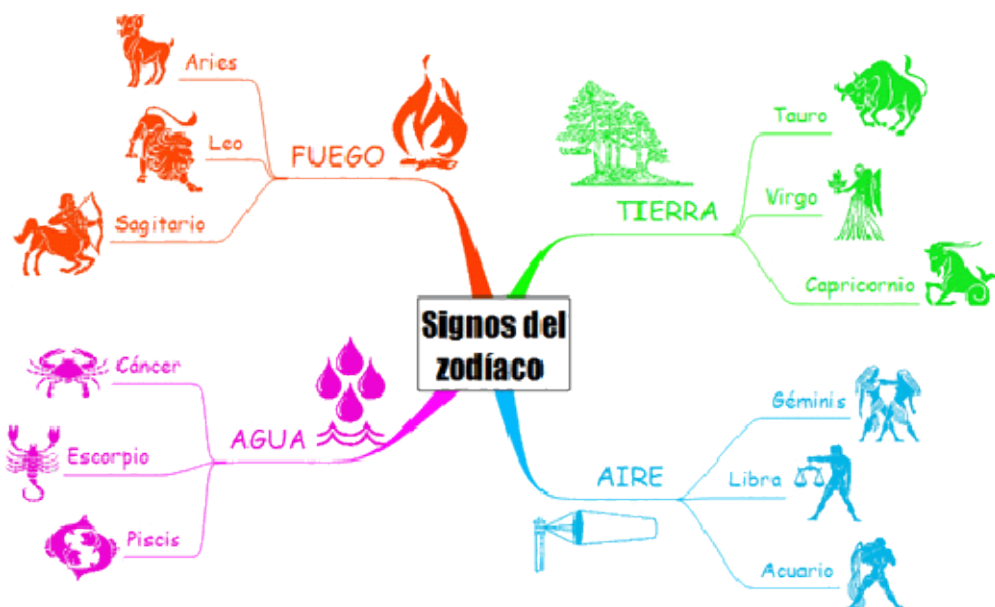 Signos del
zodíaco
FUEGO
Aries
Leo
Sagitario
TIERRA
Tauro
Virgo
Capricornio
AGUA
Cáncer
Escorpio
Piscis
AIRE
Géminis
Libra
Acuario